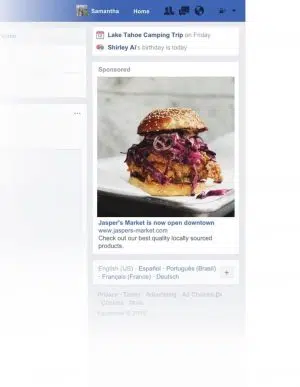 Samantha Home
Lake Tahoe Camping Trip on Friday
Shirley Ai's birthday is today
Sponsored
Jasper's Market is now open downtown
www.jaspers-market.com
Check out our best quality locally sourced
products.
English (US) · Español · Português (Brasil)
· Français (France) · Deutsch
+
Privacy · Terms · Advertising · Ad Choices
· Cookies · More
Facebook ©